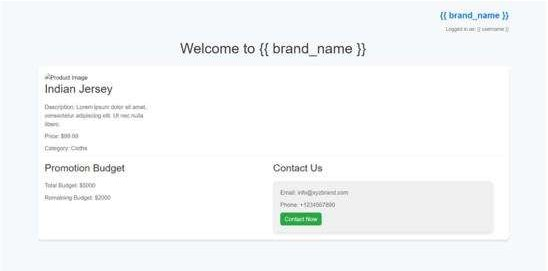 {{ brand_name }}
Logged in as: {{ username }}
Welcome to {{ brand_name }}
Product Image
Indian Jersey
Description: Lorem ipsum dolor sit amet,
consectetur adipiscing elit. Ut nec nulla
libero.
Price: $99.99
Category: Cloths
Promotion Budget
Total Budget: $5000
Remaining Budget: $2000
Contact Us
Email: info@xyzbrand.com
Phone: +1234567890
Contact Now